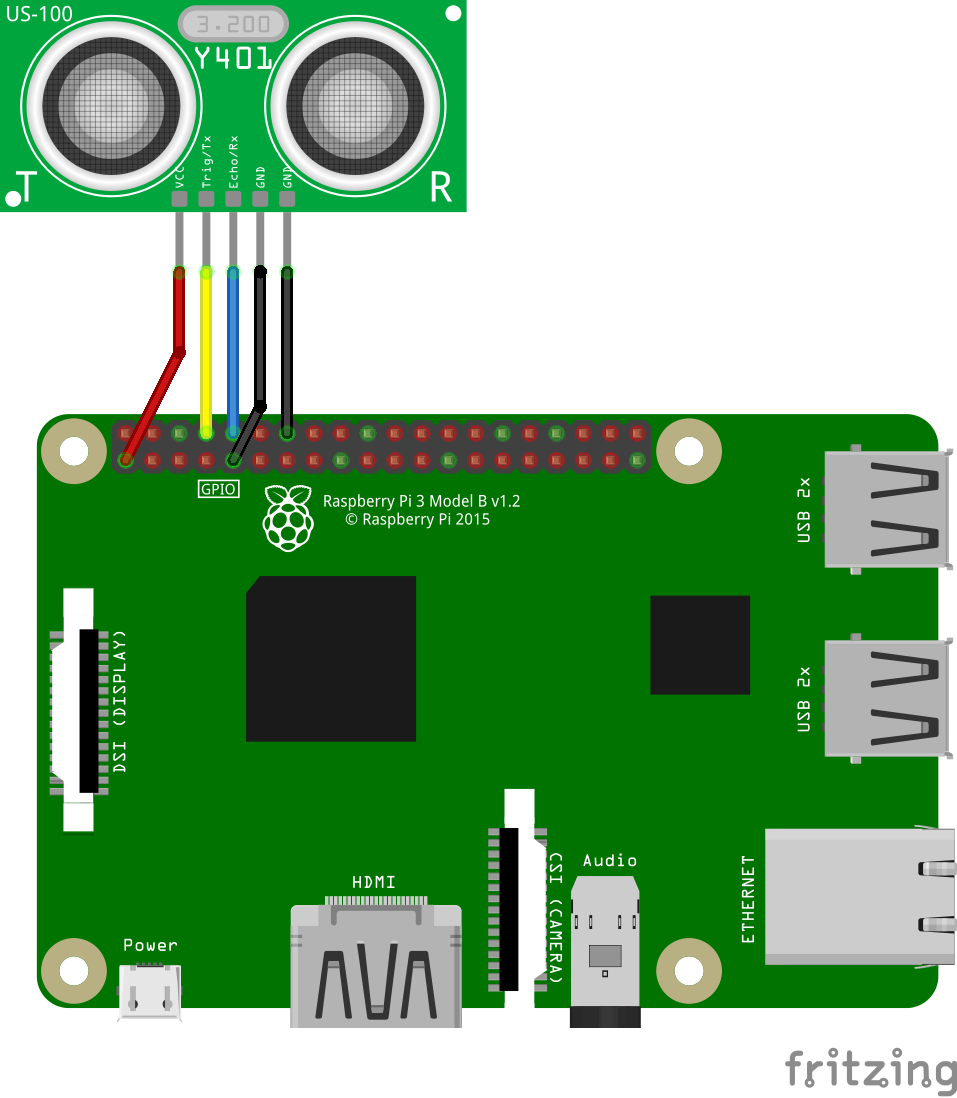 US-100
3.200
Y401
VCC
Trig/Tx
Echo/Rx
GND
GND
T
R
GPIO
Raspberry Pi 3 Model B v1.2
© Raspberry Pi 2015
USB 2x
USB 2x
DSI (DISPLAY)
CSI (CAMERA)
Audio
ETHERNET
HDMI
Power
fritzing